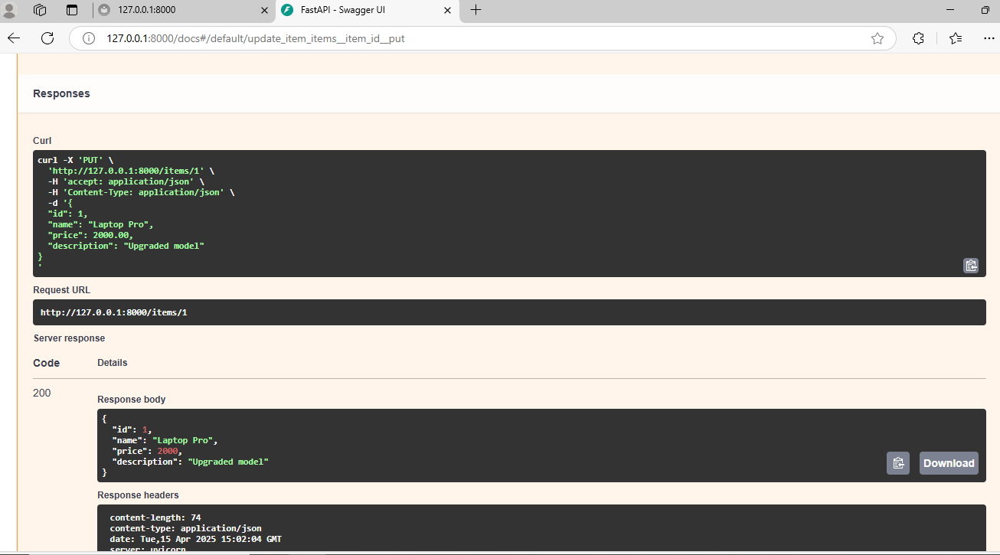 127.0.0.1:8000
FastAPI - Swagger UI
127.0.0.1:8000/docs#/default/update_item_items__item_id__put
Responses
Curl
curl -X 'PUT' \
'http://127.0.0.1:8000/items/1' \
-H 'accept: application/json' \
-H 'Content-Type: application/json' \
-d '{
"id": 1,
"name": "Laptop Pro",
"price": 2000.00,
"description": "Upgraded model"
}
'
Request URL
http://127.0.0.1:8000/items/1
Server response
Code Details
200
Response body
{
"id": 1,
"name": "Laptop Pro",
"price": 2000,
"description": "Upgraded model"
}
Download
Response headers
content-length: 74
content-type: application/json
date: Tue,15 Apr 2025 15:02:04 GMT
server: uvicorn